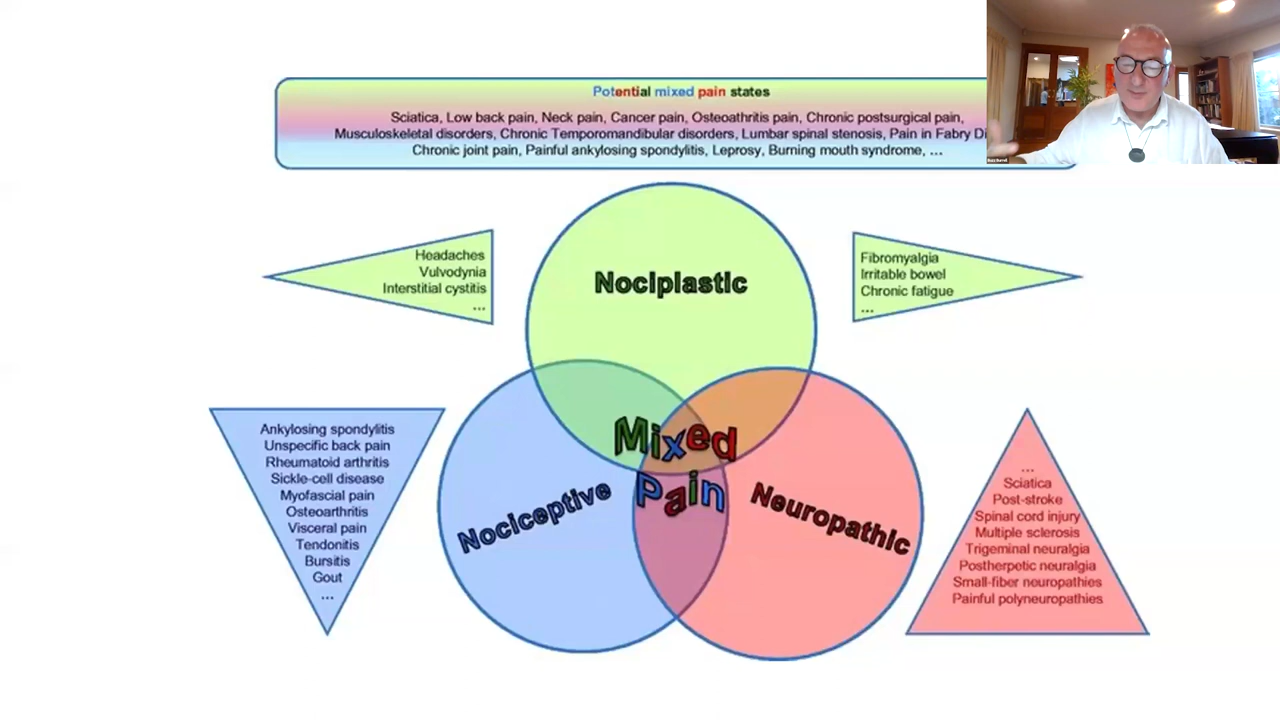 Potential mixed pain states
Sciatica, Low back pain, Neck pain, Cancer pain, Osteoathritis pain, Chronic postsurgical pain,
Musculoskeletal disorders, Chronic Temporomandibular disorders, Lumbar spinal stenosis, Pain in Fabry
Chronic joint pain, Painful ankylosing spondylitis, Leprosy, Burning mouth syndrome, ...
Headaches
Vulvodynia
Interstitial cystitis
...
Nociplastic
Fibromyalgia
Irritable bowel
Chronic fatigue
...
Mixed
Pain
Nociceptive
Neuropathic
Ankylosing spondylitis
Unspecific back pain
Rheumatoid arthritis
Sickle-cell disease
Myofascial pain
Osteoarthritis
Visceral pain
Tendonitis
Bursitis
Gout
...
...
Sciatica
Post-stroke
Spinal cord injury
Multiple sclerosis
Trigeminal neuralgia
Postherpetic neuralgia
Small-fiber neuropathies
Painful polyneuropathies